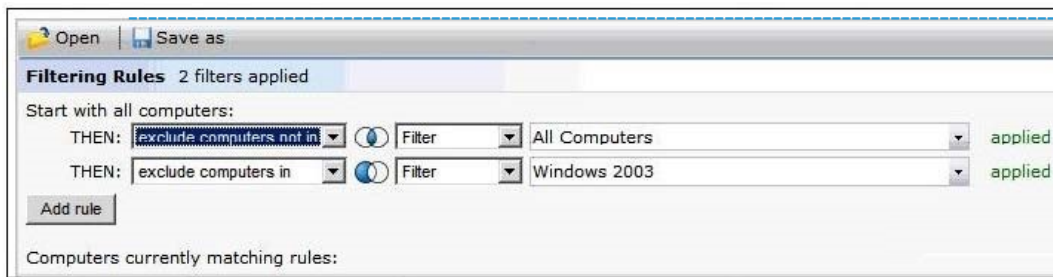 Open Save as
Filtering Rules 2 filters applied
Start with all computers:
THEN: exclude computers not in Filter All Computers applied
THEN: exclude computers in Filter Windows 2003 applied
Add rule
Computers currently matching rules: